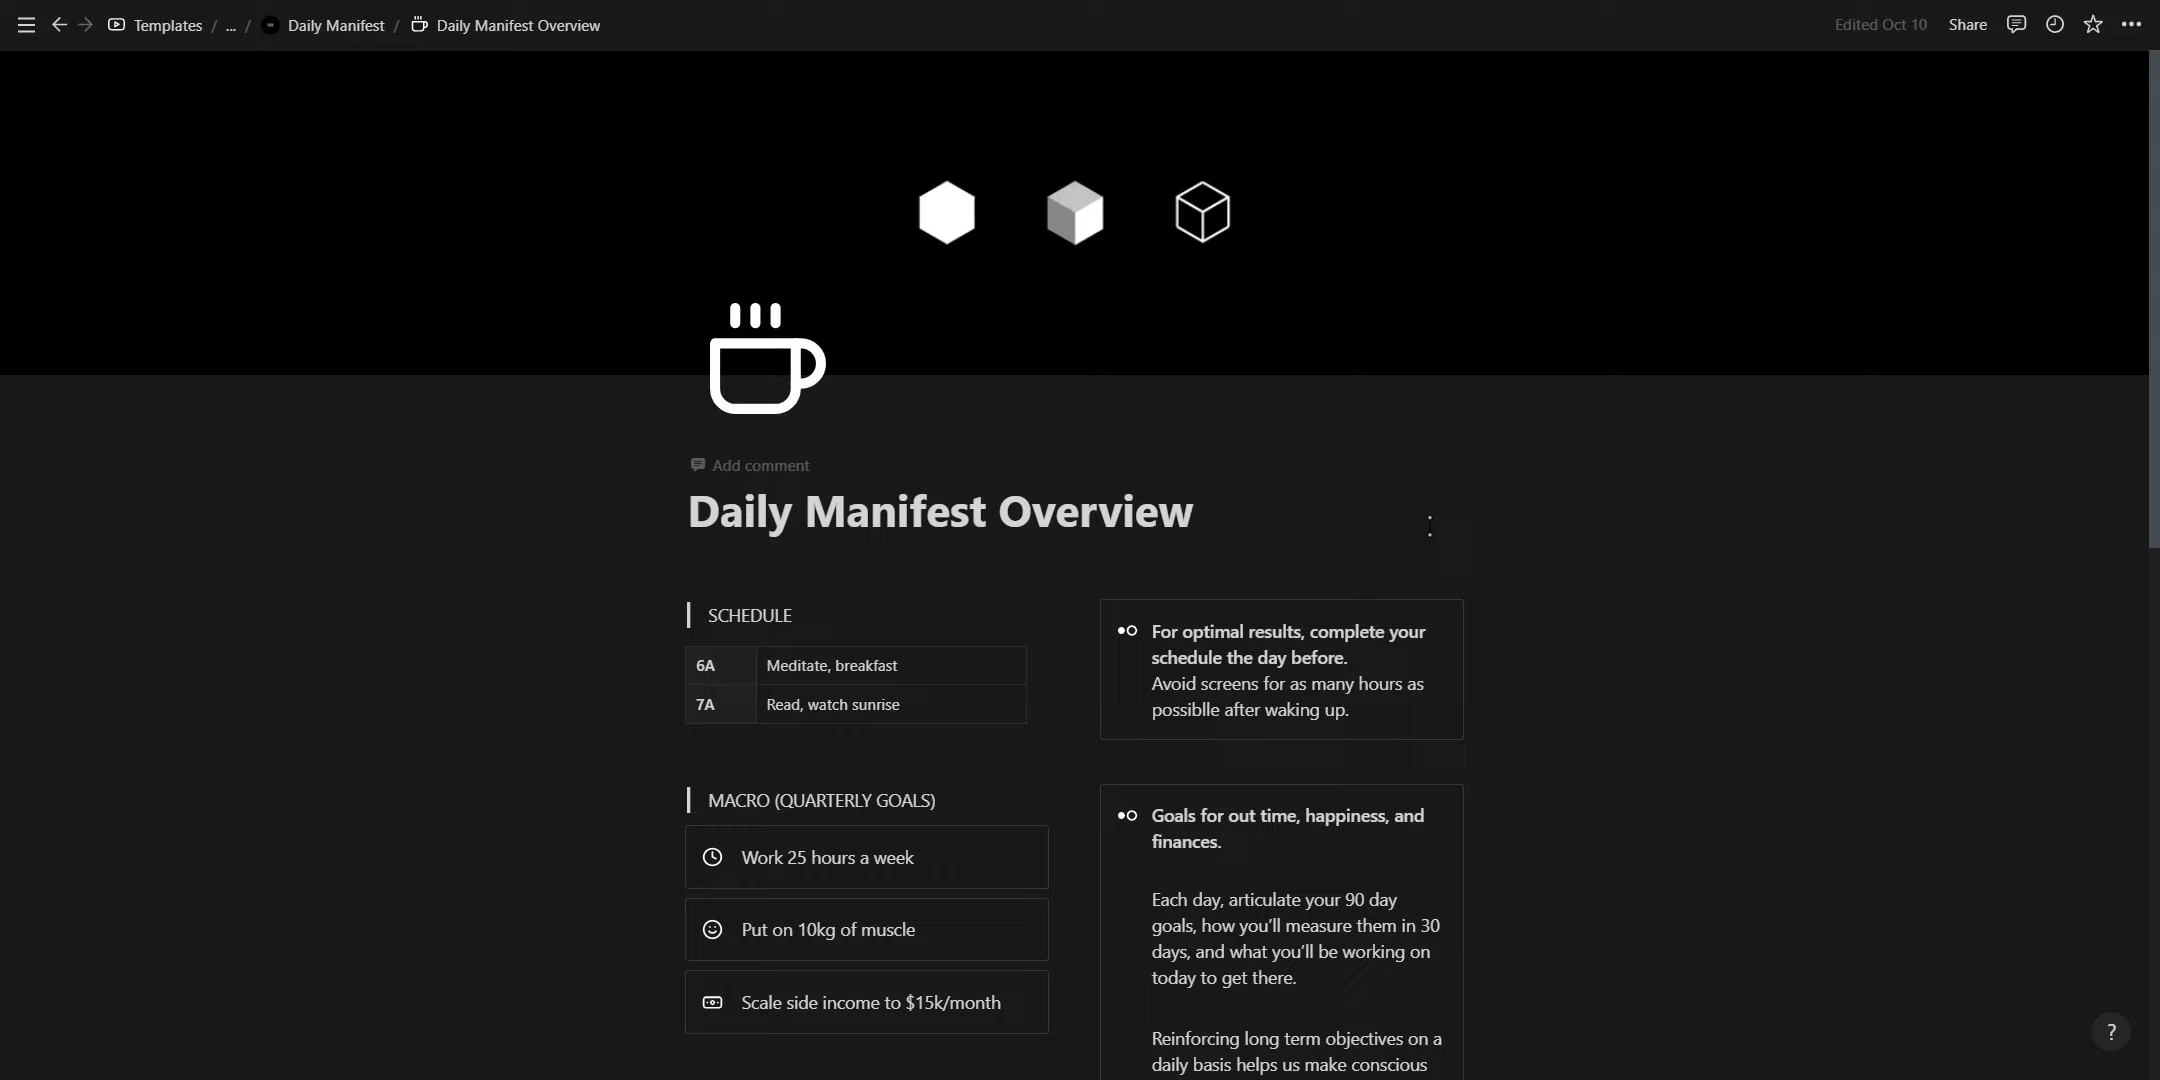 Templates / ... / Daily Manifest / Daily Manifest Overview
Edited Oct 10 Share
Add comment
Daily Manifest Overview
SCHEDULE
6A Meditate, breakfast
7A Read, watch sunrise
For optimal results, complete your
schedule the day before.
Avoid screens for as many hours as
possiblle after waking up.
MACRO (QUARTERLY GOALS)
Work 25 hours a week
Put on 10kg of muscle
Scale side income to $15k/month
Goals for out time, happiness, and
finances.
Each day, articulate your 90 day
goals, how you'll measure them in 30
days, and what you'll be working on
today to get there.
Reinforcing long term objectives on a
daily basis helps us make conscious
?